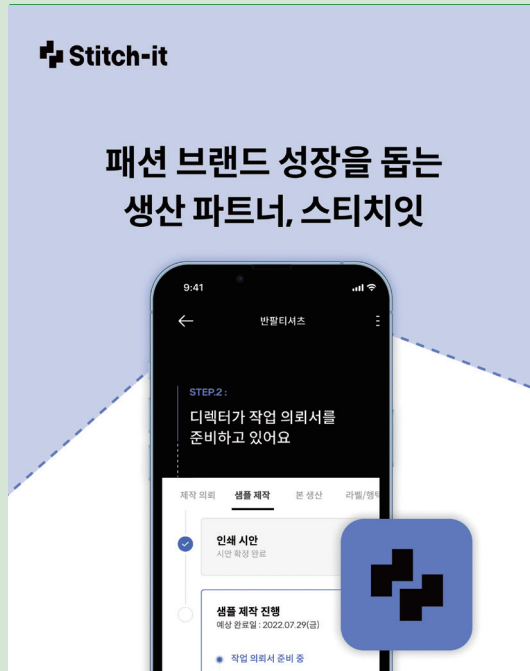 Stitch-it
패션 브랜드 성장을 돕는
생산 파트너, 스티치잇
9:41
반팔티셔츠
STEP.2 :
디렉터가 작업 의뢰서를
준비하고 있어요
제작 의뢰 샘플 제작 본 생산 라벨/행택
인쇄 시안
시안 확정 완료
샘플 제작 진행
예상 완료일 : 2022.07.29(금)
작업 의뢰서 준비 중